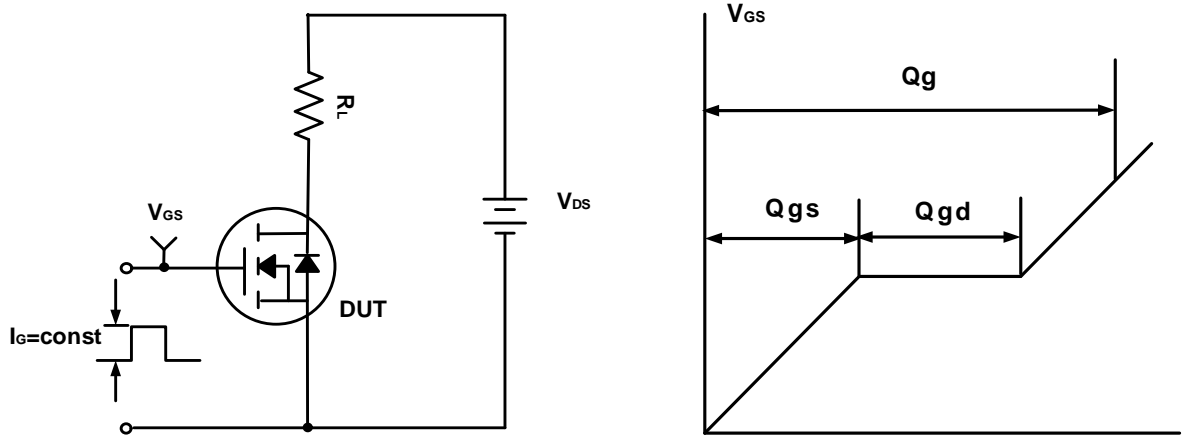 RL
VDS
VGS
DUT
IG=const
VGS
Qg
Qgs
Qgd